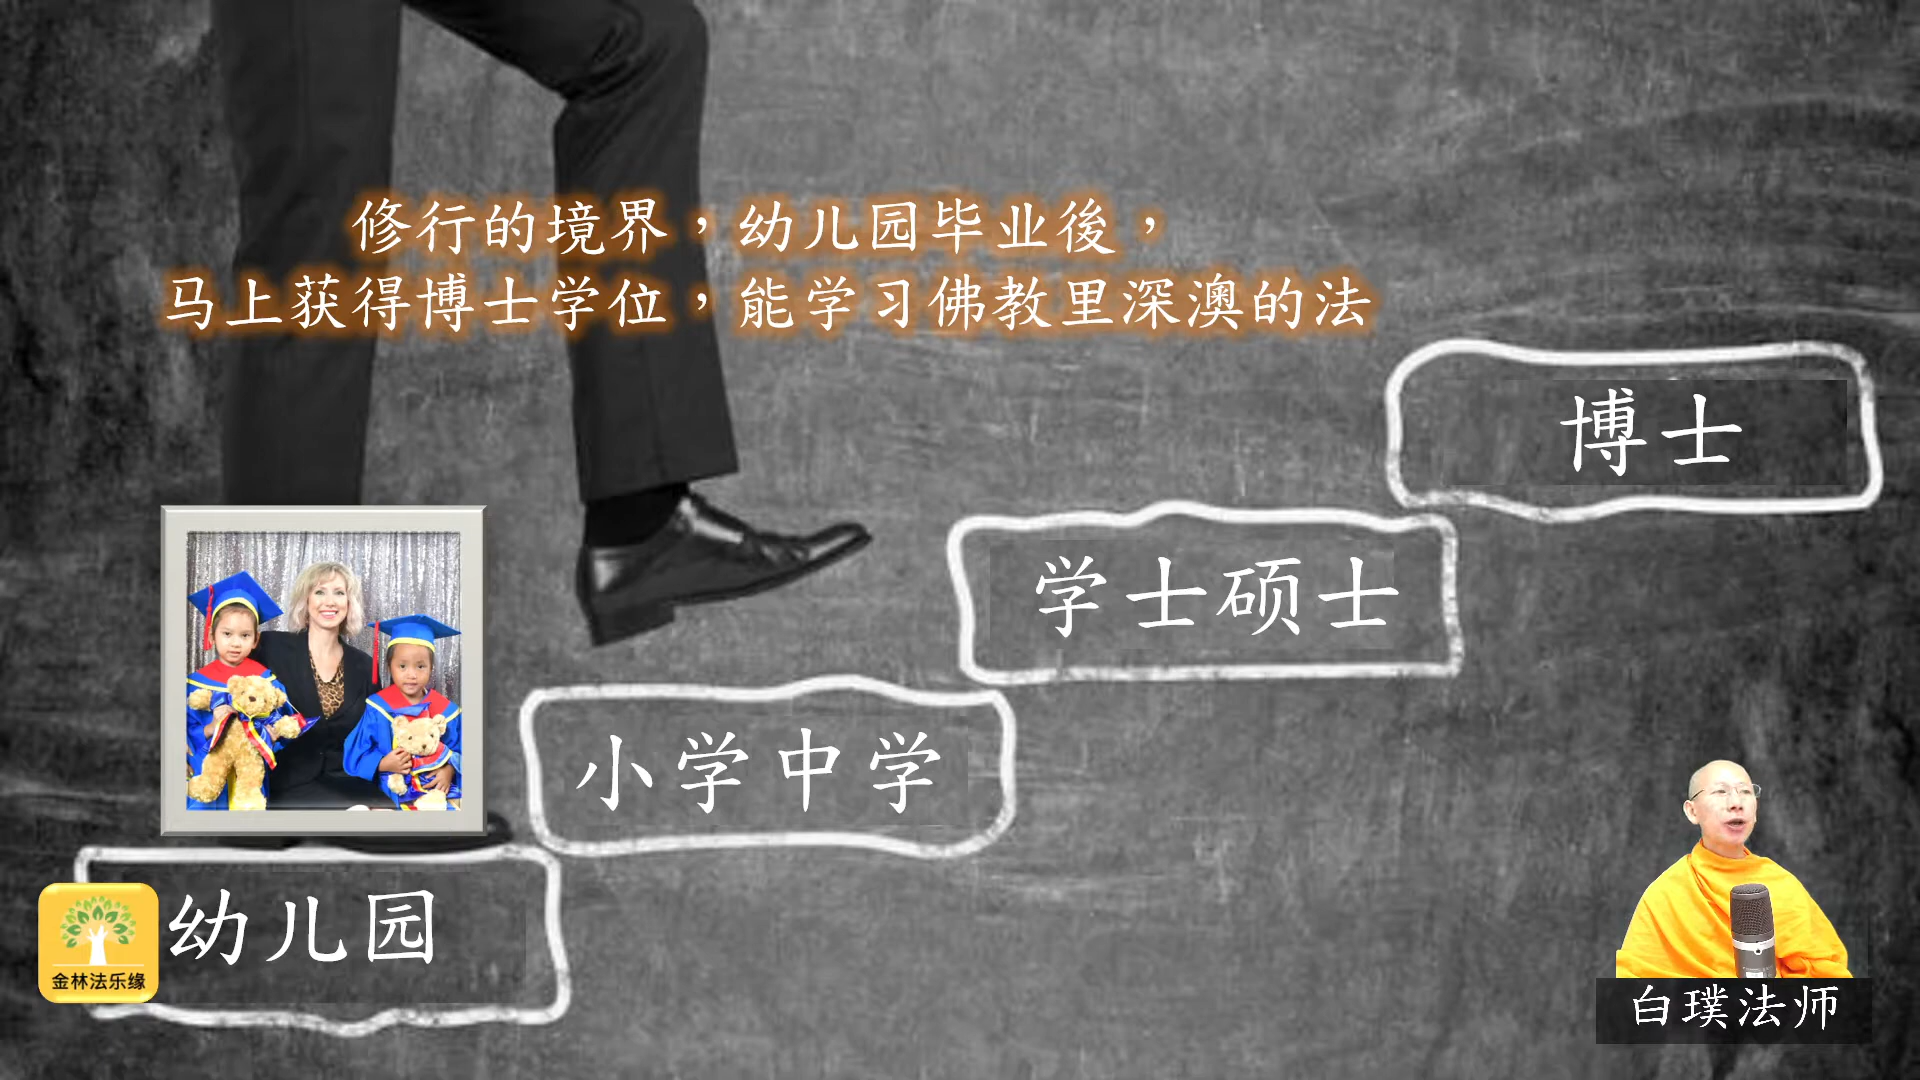 修行的境界，幼儿园毕业後，
马上获得博士学位，能学习佛教里深澳的法
博士
学士硕士
小学中学
幼儿园
金林法乐缘
白璞法师